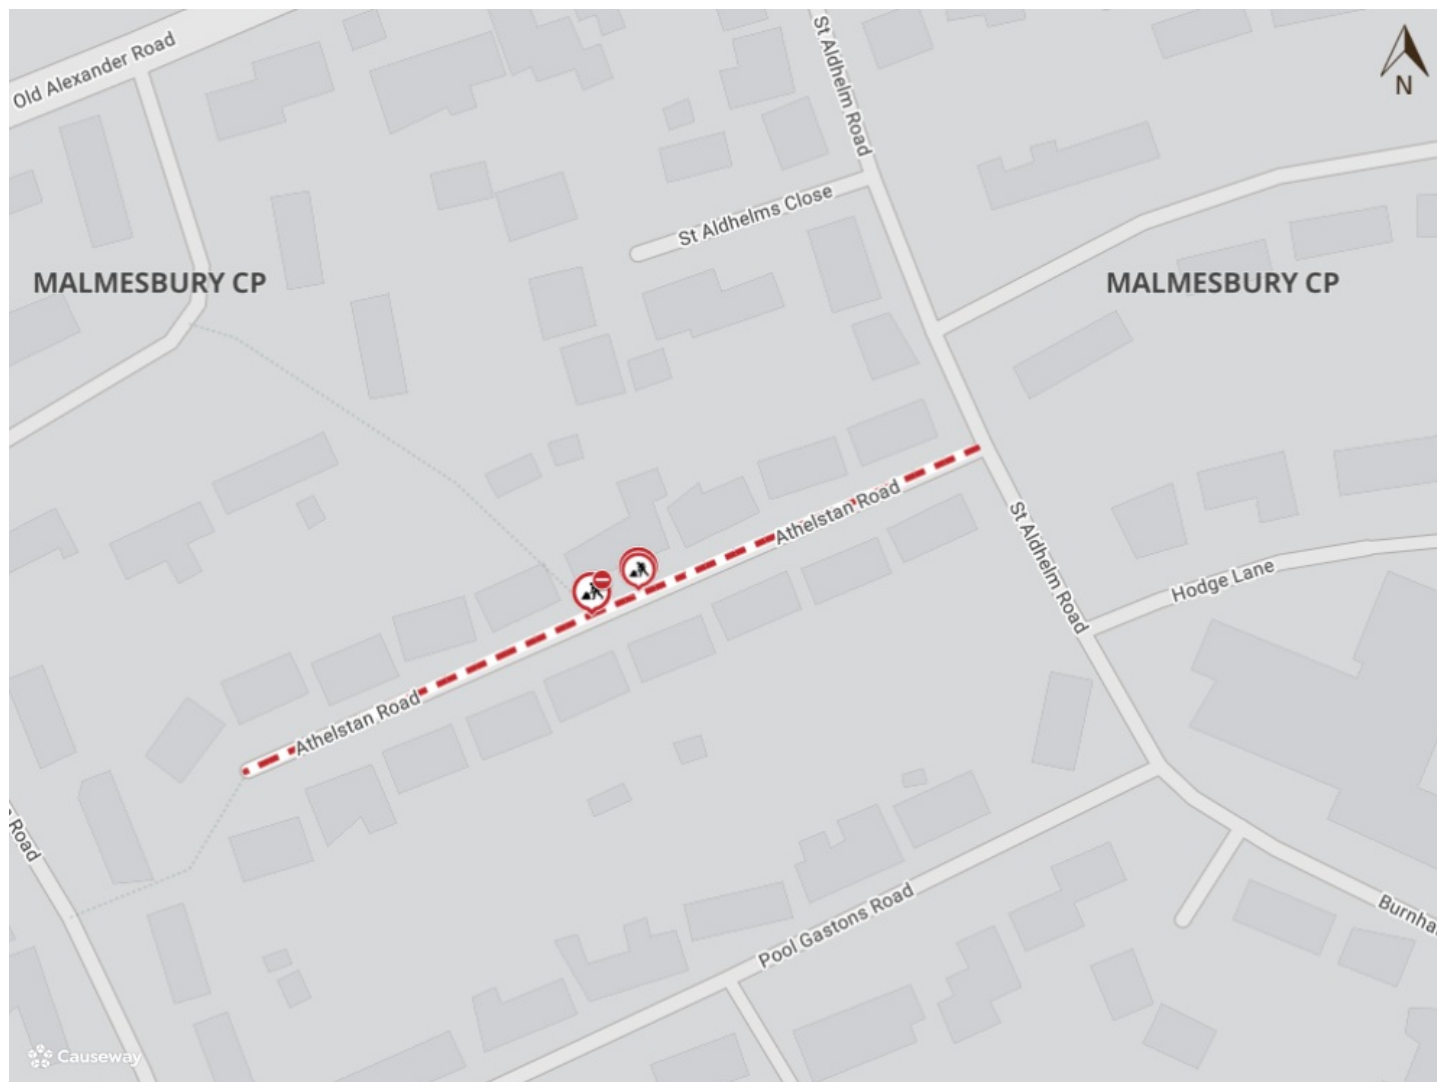 Old Alexander Road
St Aldhelm Road
N
St Aldhelms Close
MALMESBURY CP
MALMESBURY CP
Athelstan Road
St Aldhelm Road
Hodge Lane
Athelstan Road
Road
Pool Gastons Road
Burnha
Causeway